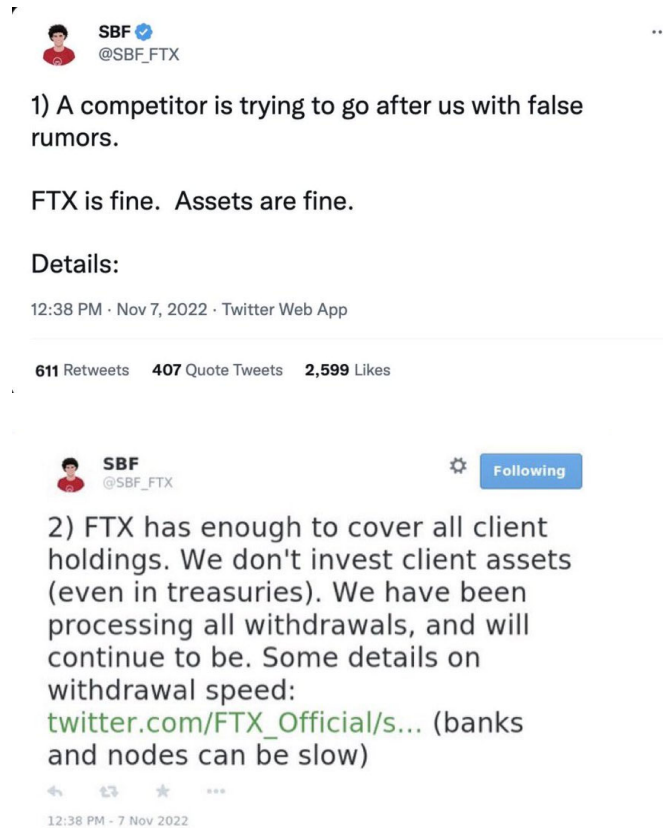 SBF
@SBF_FTX
1) A competitor is trying to go after us with false
rumors.
FTX is fine.  Assets are fine.
Details:
12:38 PM · Nov 7, 2022 · Twitter Web App
611 Retweets 407 Quote Tweets 2,599 Likes
SBF
@SBF_FTX
Following
2) FTX has enough to cover all client
holdings. We don't invest client assets
(even in treasuries). We have been
processing all withdrawals, and will
continue to be. Some details on
withdrawal speed:
twitter.com/FTX_Official/s... (banks
and nodes can be slow)
12:38 PM - 7 Nov 2022